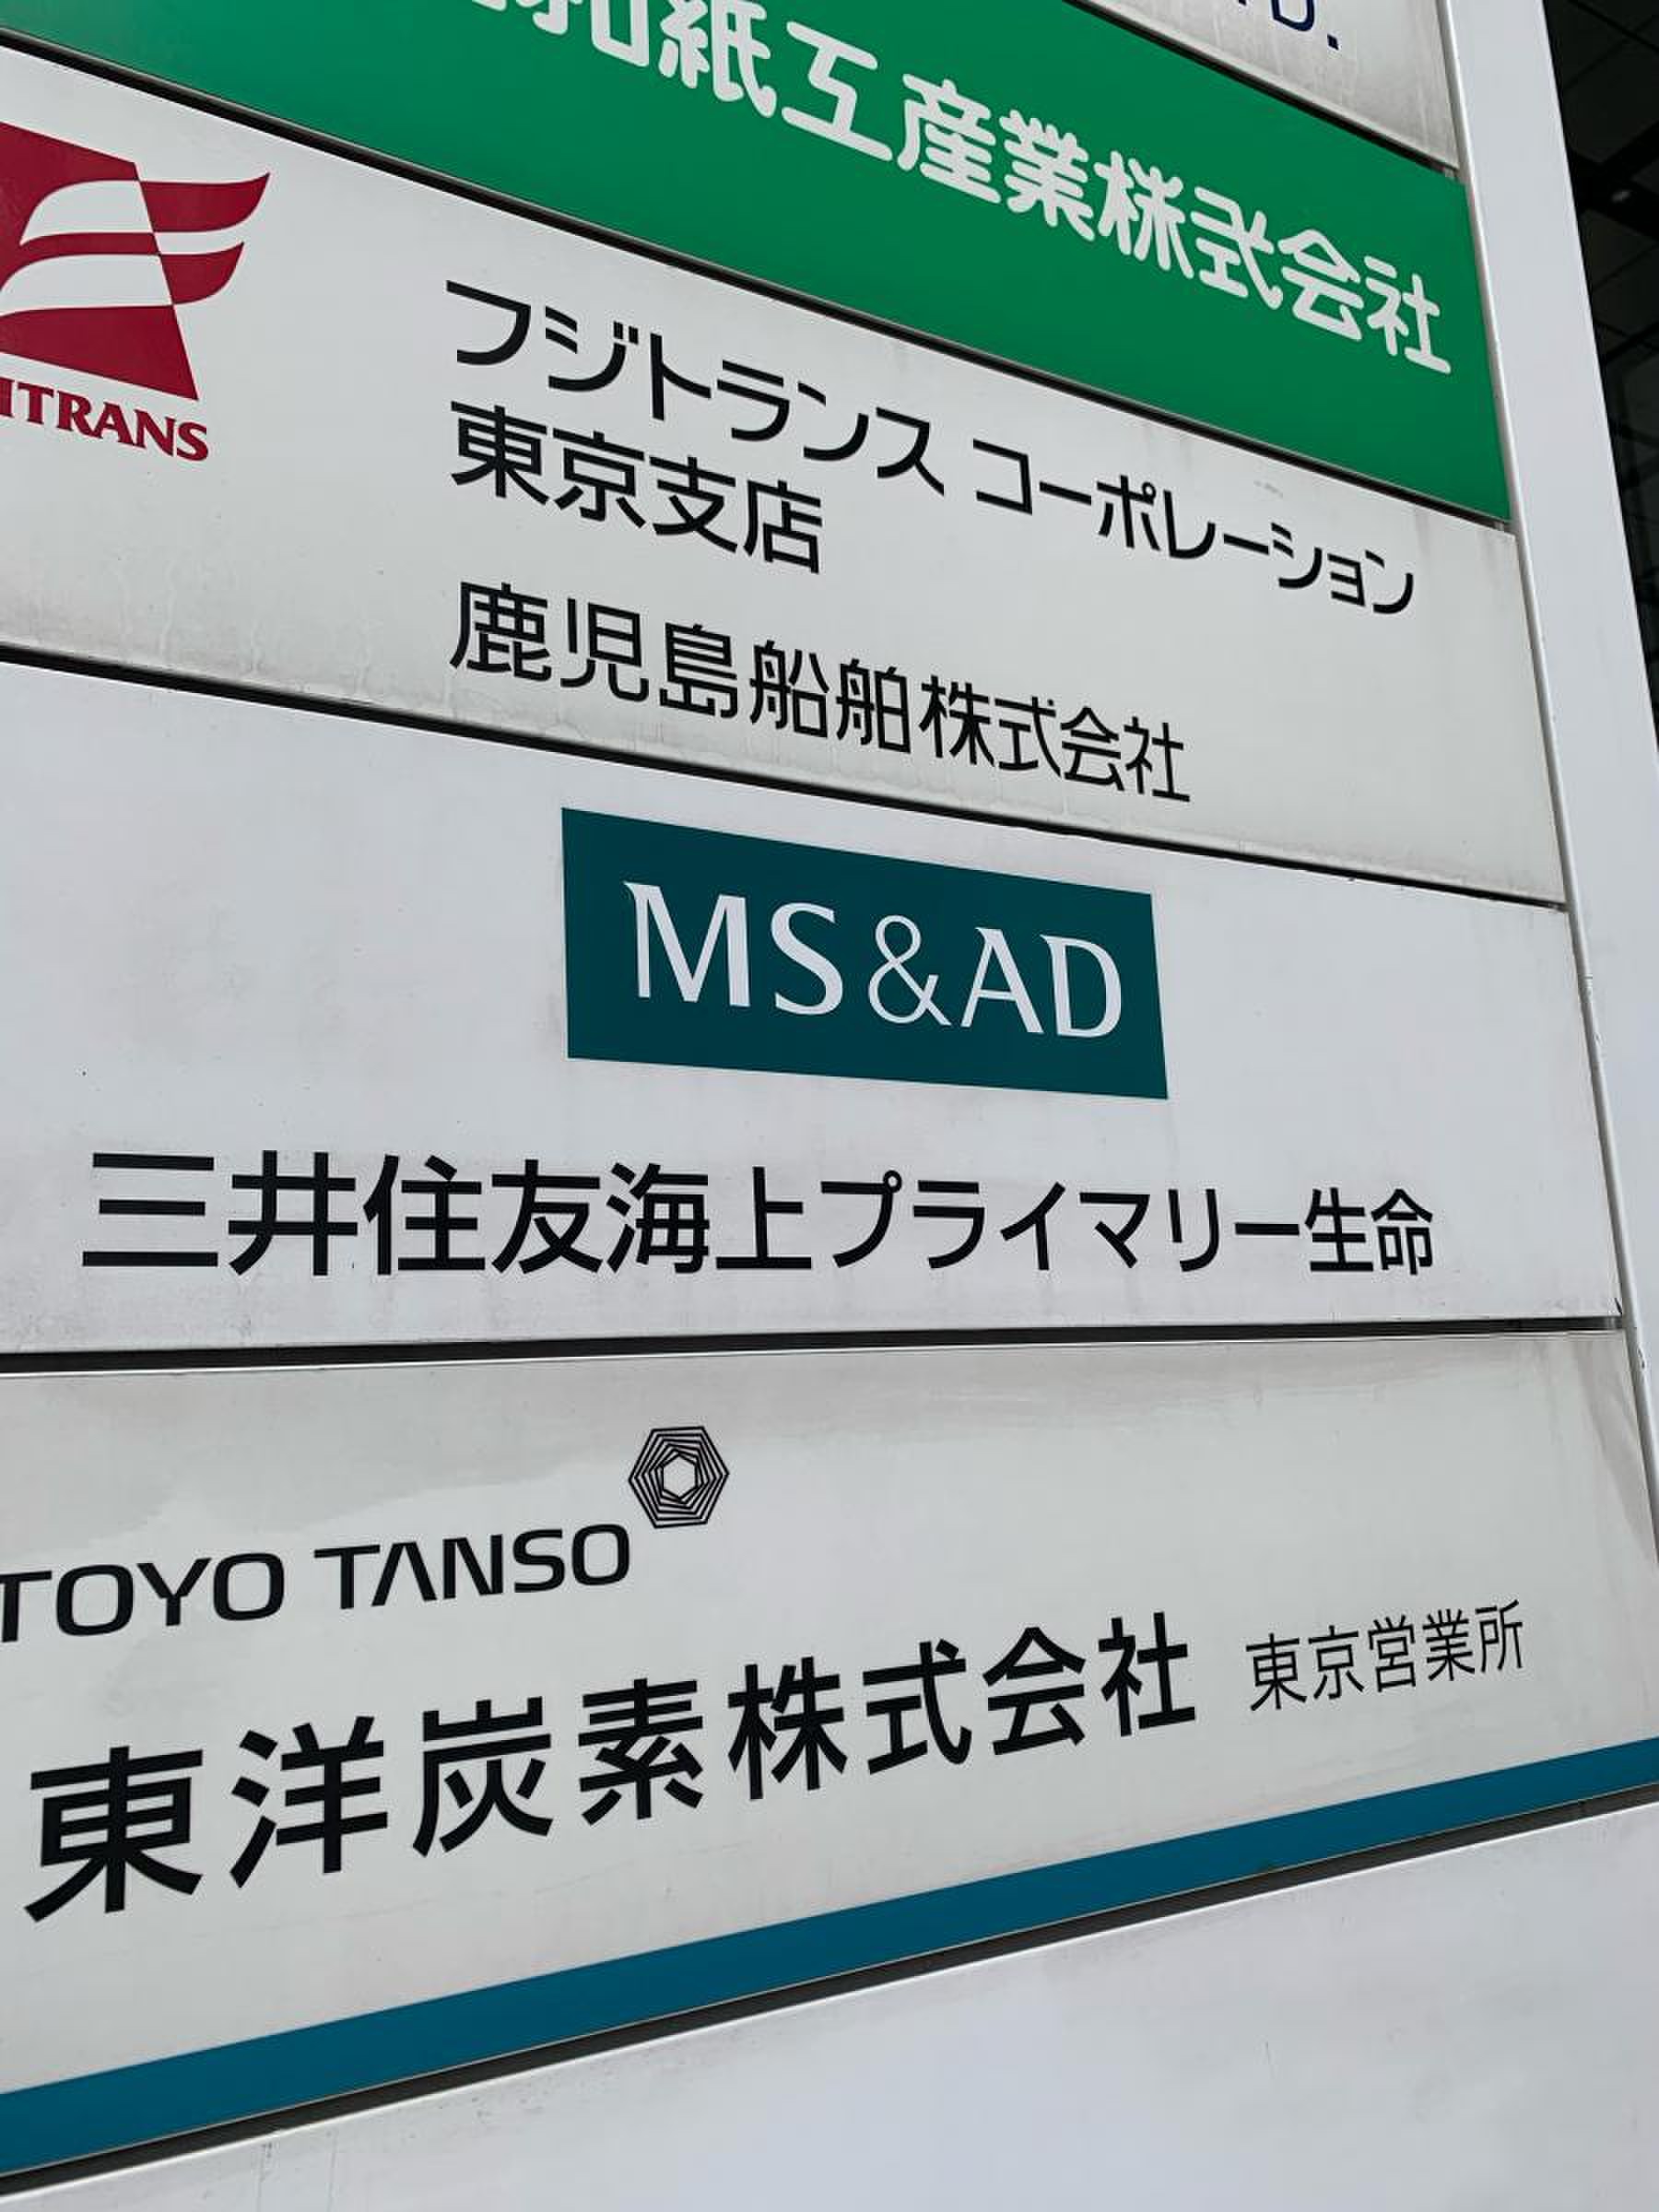 D.
和紙工産業株式会社
ITRANS
フジトランス コーポレーション
東京支店
鹿児島船舶株式会社
MS&AD
三井住友海上プライマリー生命
TOYO TANSO
東洋炭素株式会社 東京営業所